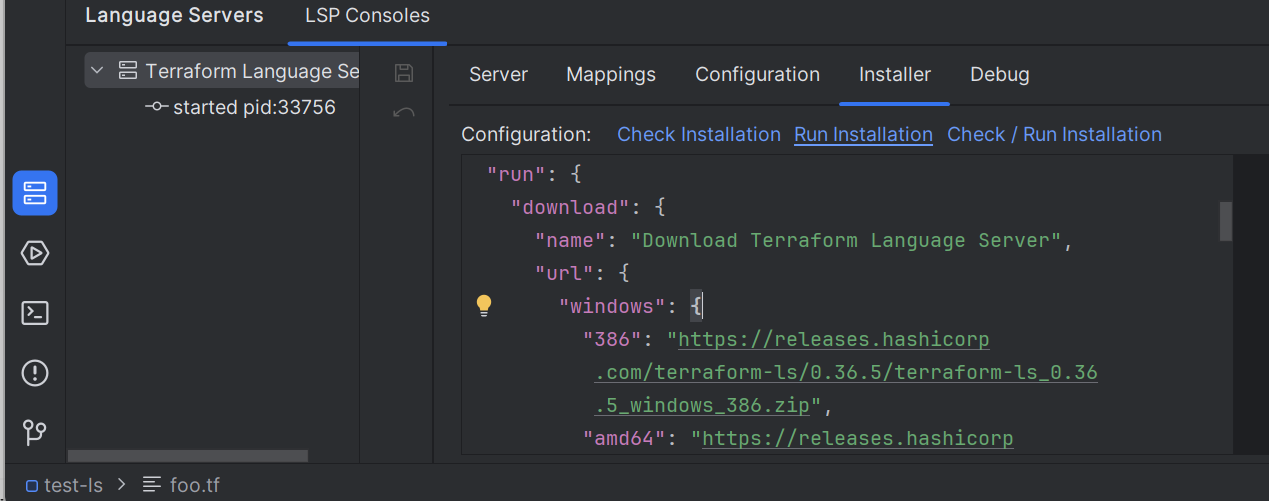 Language Servers LSP Consoles
Terraform Language Se
started pid:33756
Server Mappings Configuration Installer Debug
Configuration: Check Installation Run Installation Check / Run Installation
"run": {
"download": {
"name": "Download Terraform Language Server",
"url": {
"windows": {
"386": "https://releases.hashicorp
.com/terraform-ls/0.36.5/terraform-ls_0.36
.5_windows_386.zip",
"amd64": "https://releases.hashicorp
test-ls > foo.tf